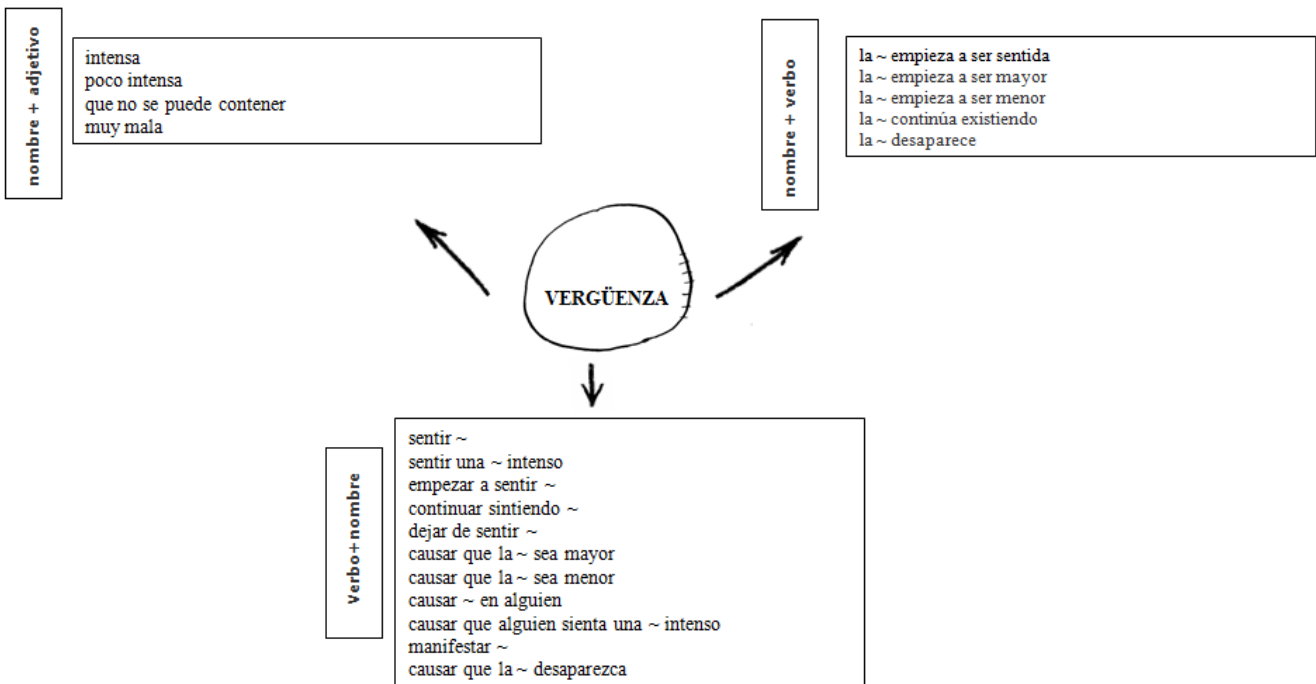 nombre + adjetivo
intensa
poco intensa
que no se puede contener
muy mala
nombre + verbo
la ~ empieza a ser sentida
la ~ empieza a ser mayor
la ~ empieza a ser menor
la ~ continúa existiendo
la ~ desaparece
VERGÜENZA
Verbo+nombre
sentir ~
sentir una ~ intenso
empezar a sentir ~
continuar sintiendo ~
dejar de sentir ~
causar que la ~ sea mayor
causar que la ~ sea menor
causar ~ en alguien
causar que alguien sienta una ~ intenso
manifestar ~
causar que la ~ desaparezca